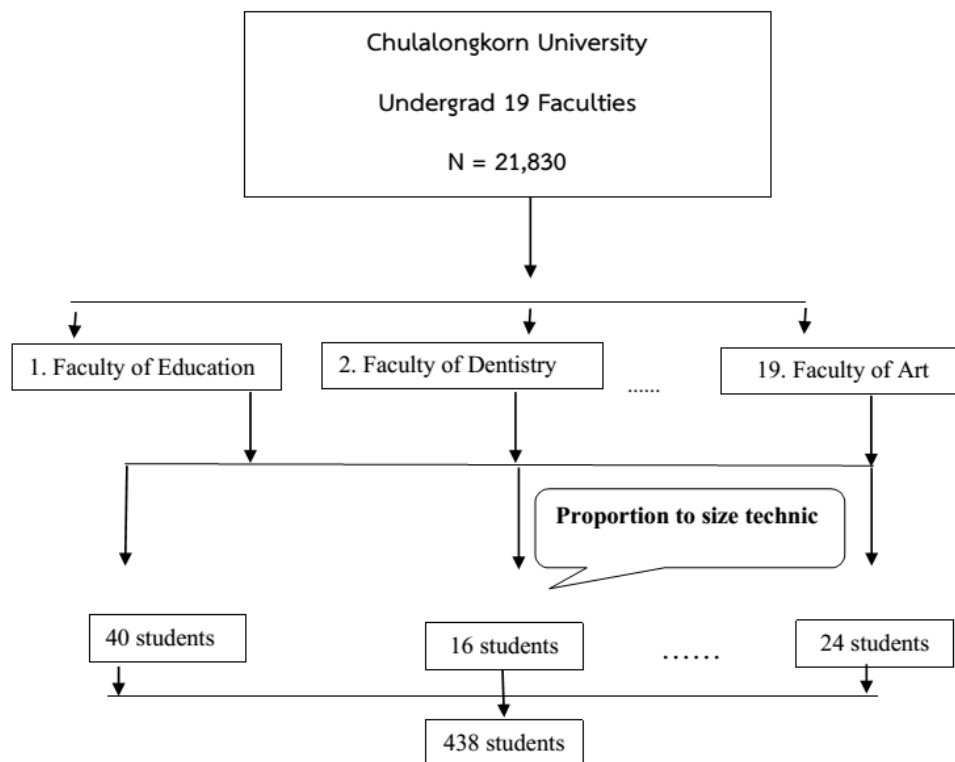 Chulalongkorn University
Undergrad 19 Faculties
N = 21,830
1. Faculty of Education
2. Faculty of Dentistry
......
19. Faculty of Art
Proportion to size technic
40 students
16 students
......
24 students
438 students